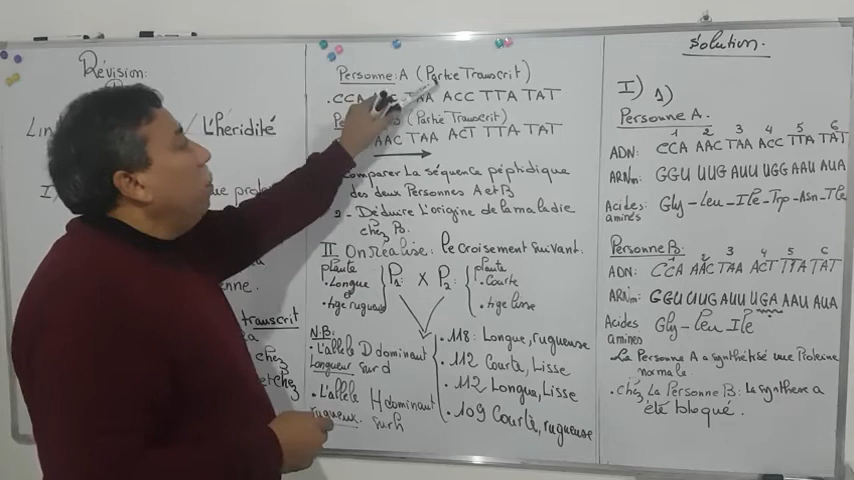 Révision:
/ L'héridité
I
transcrit
chez
Personne: A (Partie Transcrit)
.CCA TAA ACC TTA TAT
(Partie Transcrit)
AAC TAA ACT TTA TAT
comparer La séquence péptidique
des deux Personnes A et B
2 - Déduire L'origine de la maladie
chez B.
II. On réalise: le croisement suivant.
plante
. Longue
et
. tige rugueuse
P1: X P2:
plante
. Courte
. tige lisse
N.B:
. L'allèle D dominant
Longueur sur d
. L'allèle H dominant
rugueux. sur h
. 118: Longue, rugueuse
. 112 Courte, Lisse
. 112 Longue, Lisse
. 109 Courte, rugueuse
Solution.
I) 1)
Personne A.
1 2 3 4 5 6
ADN: CCA AAC TAA ACC TTA TAT
ARNm: GGU UUG AUU UGG AAU AUA
Acides aminés Gly - Leu - Ile - Trp - Asn - Ile
Personne B:
1 2 3 4 5
ADN: CCA AAC TAA ACT TTA TAT
ARNm: GGU UUG AUU UGA AAU AUA
Acides aminés Gly - Leu Ile
- La Personne A a synthétisé une Proteine
normale.
. Chez La Personne B: la synthese a
été bloqué.